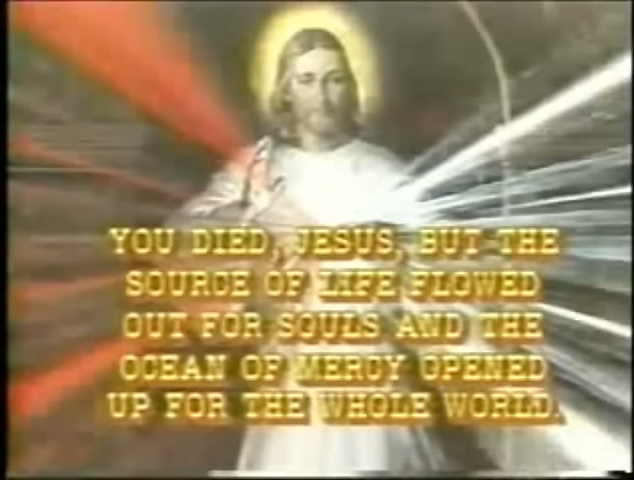 YOU DIED, JESUS, BUT THE
SOURCE OF LIFE FLOWED
OUT FOR SOULS AND THE
OCEAN OF MERCY OPENED
UP FOR THE WHOLE WORLD.